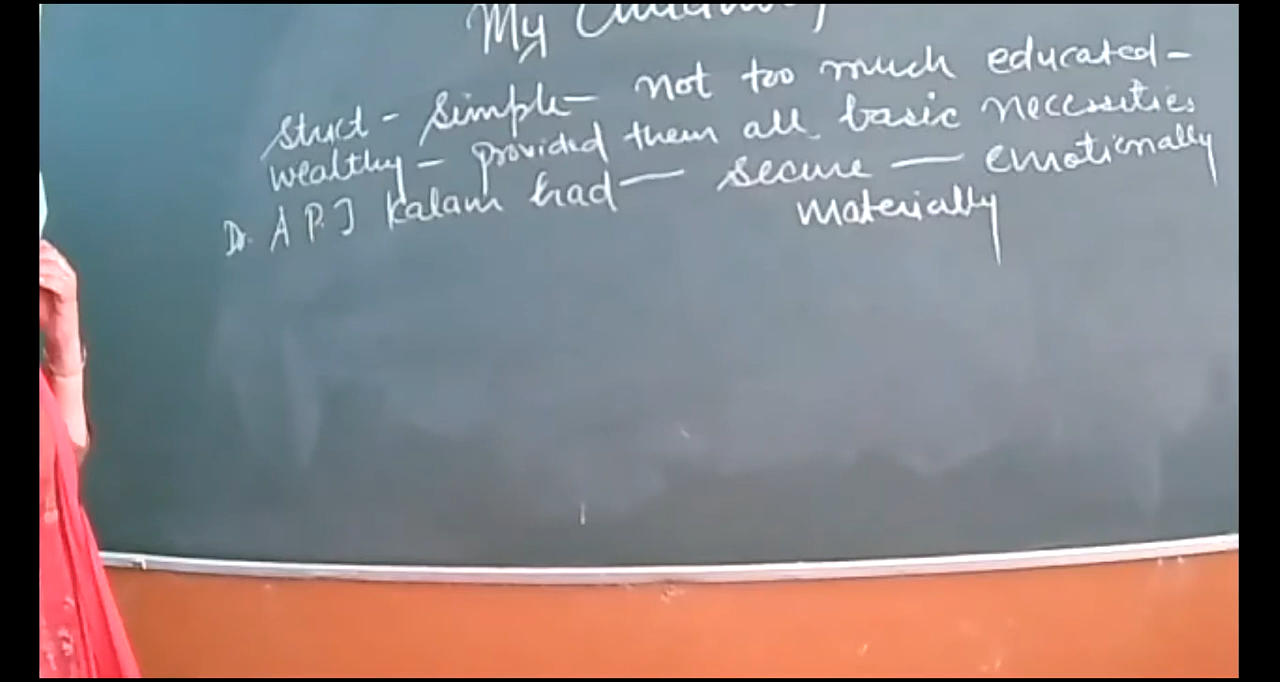 My Childhood
Strict - Simple - not too much educated -
wealthy - provided them all basic necessities
Dr. A P. J Kalam had — secure — emotionally
materially